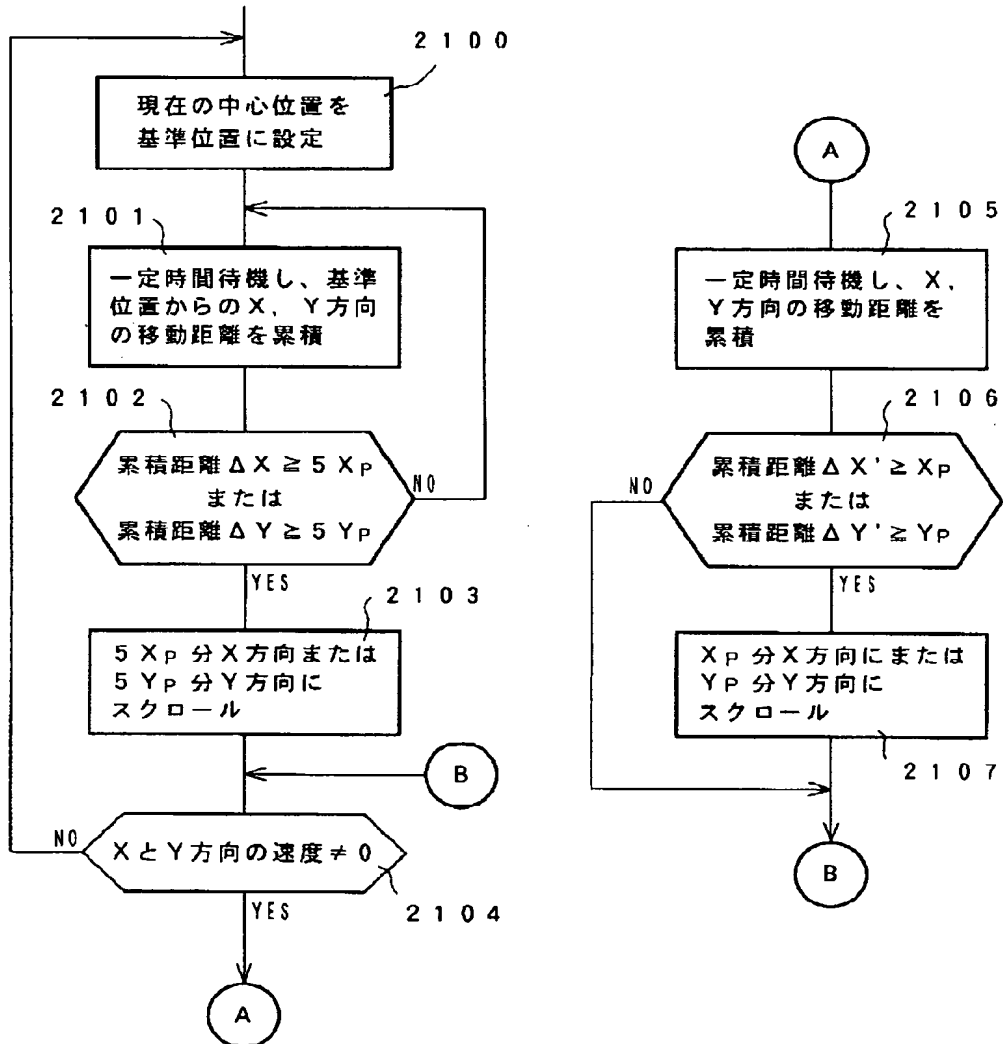 2100
現在の中心位置を
基準位置に設定
2101
一定時間待機し、基準
位置からのX,Y方向
の移動距離を累積
2102
累積距離ΔX≧5XP
または
累積距離ΔY≧5YP
NO
YES
2103
5XP分X方向または
5YP分Y方向に
スクロール
B
NO
XとY方向の速度≠0
2104
YES
A
A
2105
一定時間待機し、X,
Y方向の移動距離を
累積
2106
NO
累積距離ΔX'≧XP
または
累積距離ΔY'≧YP
YES
XP分X方向にまたは
YP分Y方向に
スクロール
2107
B